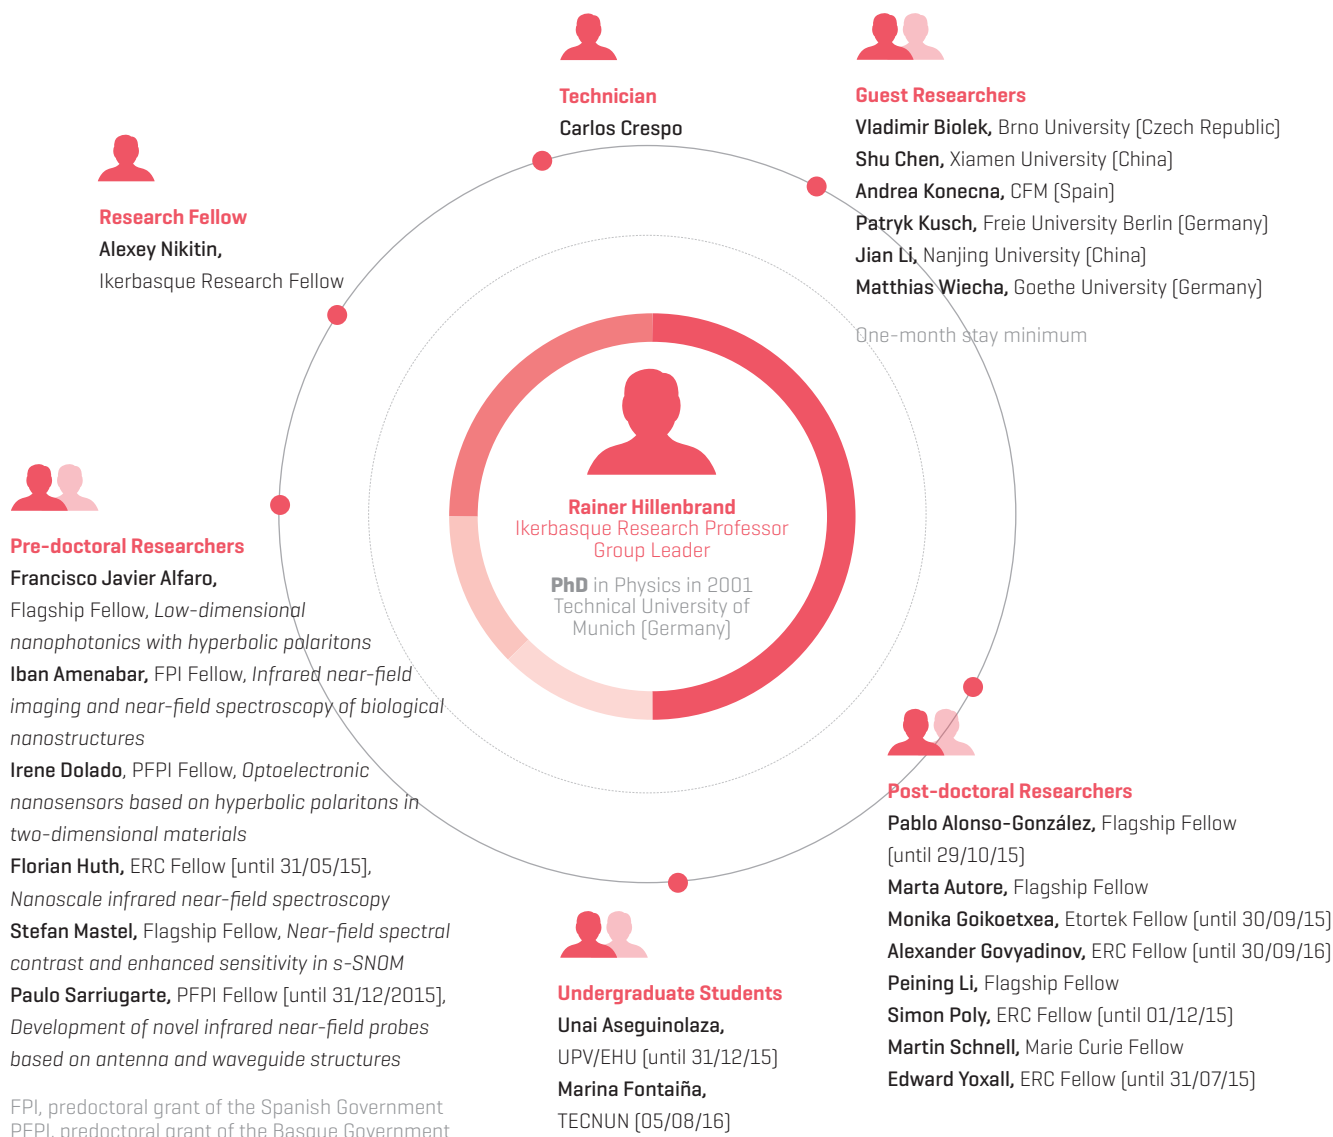 Technician
Carlos Crespo
Guest Researchers
Vladimir Biolek, Brno University (Czech Republic)
Shu Chen, Xiamen University (China)
Andrea Konecna, CFM (Spain)
Patryk Kusch, Freie University Berlin (Germany)
Jian Li, Nanjing University (China)
Matthias Wiecha, Goethe University (Germany)
One-month stay minimum
Research Fellow
Alexey Nikitin,
Ikerbasque Research Fellow
Rainer Hillenbrand
Ikerbasque Research Professor
Group Leader
PhD in Physics in 2001
Technical University of
Munich (Germany)
Pre-doctoral Researchers
Francisco Javier Alfaro,
Flagship Fellow, Low-dimensional
nanophotonics with hyperbolic polaritons
Iban Amenabar, FPI Fellow, Infrared near-field
imaging and near-field spectroscopy of biological
nanostructures
Irene Dolado, PFPI Fellow, Optoelectronic
nanosensors based on hyperbolic polaritons in
two-dimensional materials
Florian Huth, ERC Fellow [until 31/05/15],
Nanoscale infrared near-field spectroscopy
Stefan Mastel, Flagship Fellow, Near-field spectral
contrast and enhanced sensitivity in s-SNOM
Paulo Sarriugarte, PFPI Fellow [until 31/12/2015],
Development of novel infrared near-field probes
based on antenna and waveguide structures
FPI, predoctoral grant of the Spanish Government
PFPI, predoctoral grant of the Basque Government
Undergraduate Students
Unai Aseguinolaza,
UPV/EHU (until 31/12/15)
Marina Fontaiña,
TECNUN (05/08/16)
Post-doctoral Researchers
Pablo Alonso-González, Flagship Fellow
(until 29/10/15)
Marta Autore, Flagship Fellow
Monika Goikoetxea, Etortek Fellow (until 30/09/15)
Alexander Govyadinov, ERC Fellow (until 30/09/16)
Peining Li, Flagship Fellow
Simon Poly, ERC Fellow (until 01/12/15)
Martin Schnell, Marie Curie Fellow
Edward Yoxall, ERC Fellow (until 31/07/15)